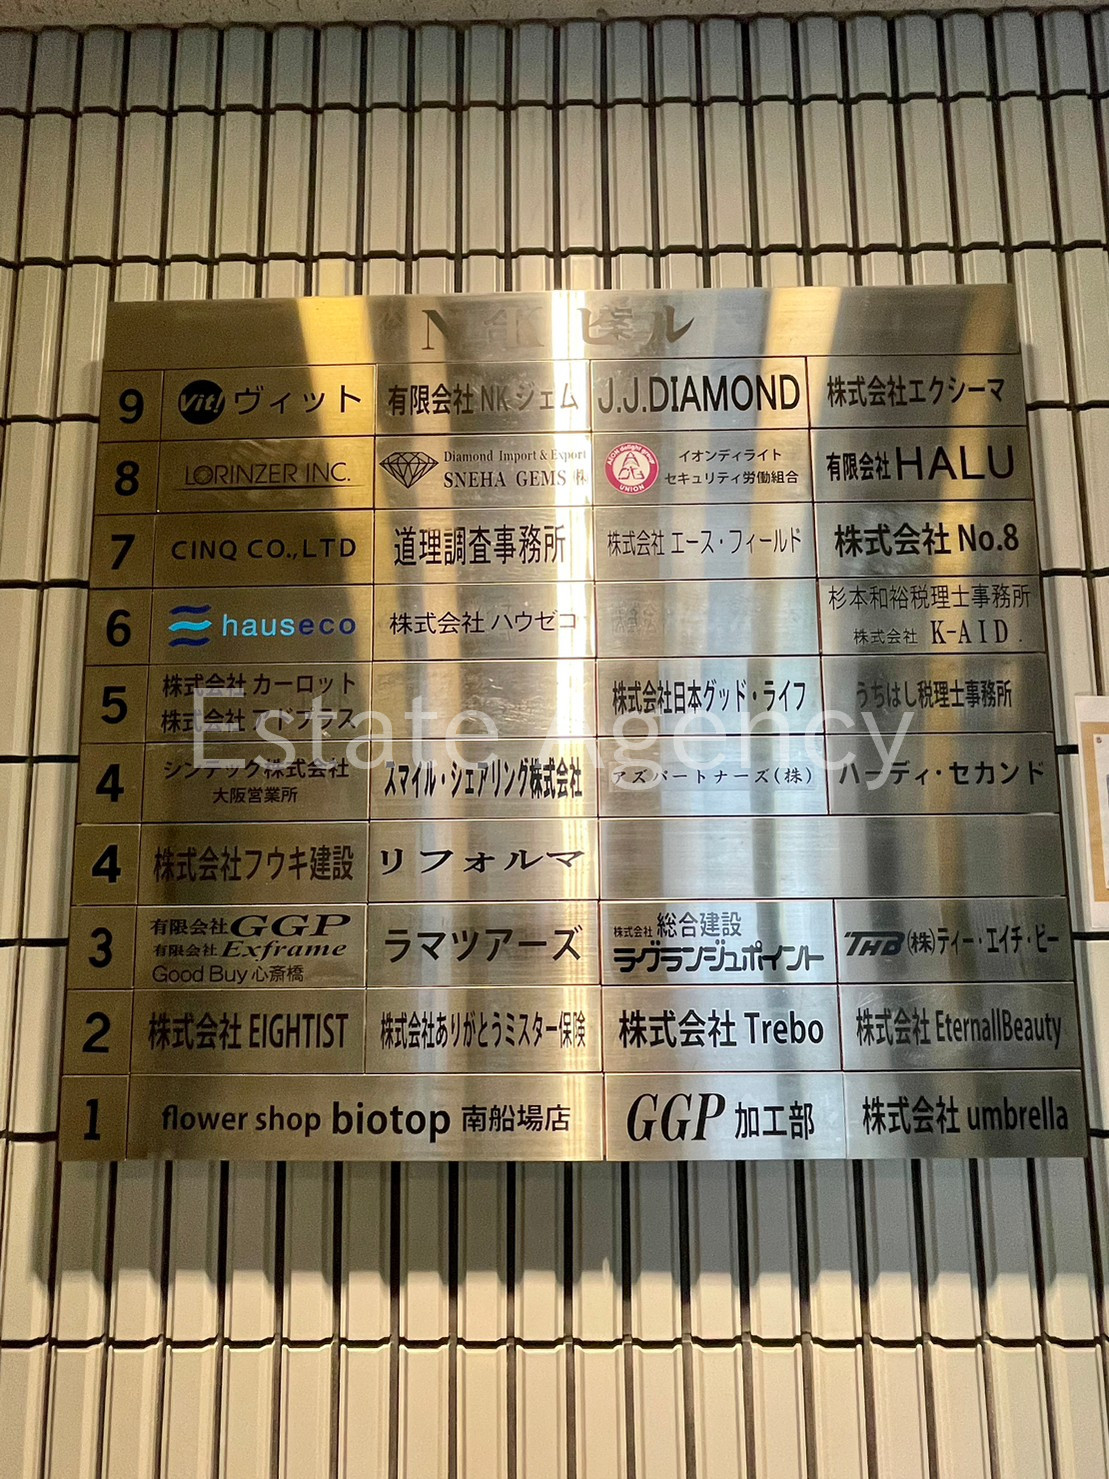 NKビル
9 Vit! ヴィット 有限会社 NK ジェム J.J.DIAMOND 株式会社エクシーマ
8 LORINZER INC. Diamond Import & Export イオンディライト 有限会社 HALU
SNEHA GEMS ㈱ UNION セキュリティ労働組合
7 CINQ CO.,LTD 道理調査事務所 株式会社 エース・フィールド 株式会社 No.8
6 hauseco 株式会社 ハウゼコ 杉本和裕税理士事務所
株式会社 K-AID
5 株式会社 カーロット 株式会社日本グッド・ライフ うちはし税理士事務所
株式会社
Estate Agency
4 シンテック株式会社 スマイル・シェアリング株式会社 アズパートナーズ(株) ハーディ・セカンド
大阪営業所
4 株式会社フウキ建設 リフォルマ
3 有限会社 GGP ラマツアーズ 株式会社 総合建設 THB ㈱ティー・エイチ・ビー
有限会社 Exframe ラグランジュポイント
Good Buy 心斎橋
2 株式会社 EIGHTIST 株式会社ありがとうミスター保険 株式会社 Trebo 株式会社 EternallBeauty
1 flower shop biotop 南船場店 GGP 加工部 株式会社 umbrella